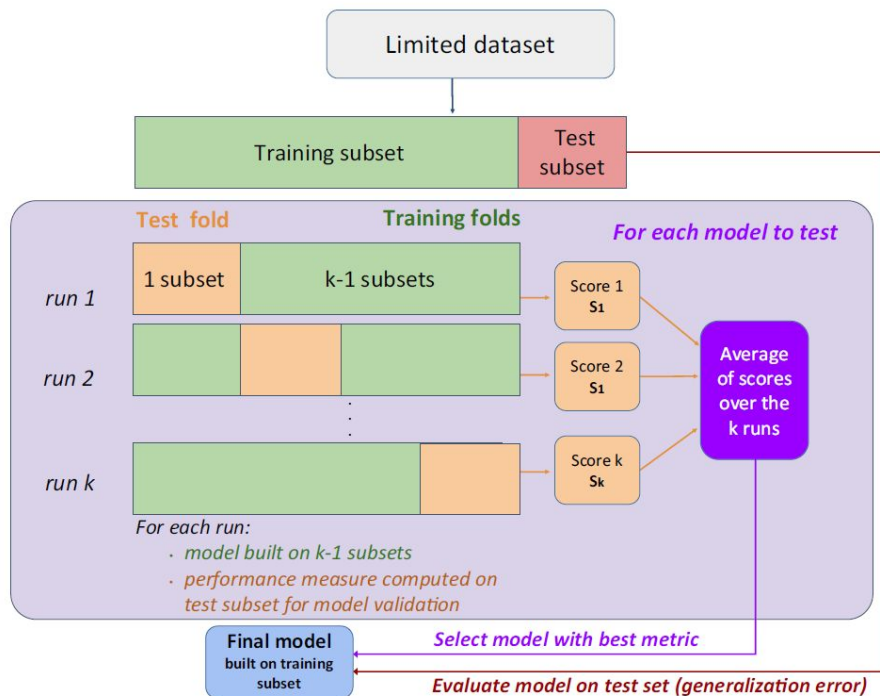 Limited dataset
Training subset
Test
subset
Test fold
Training folds
For each model to test
run 1
1 subset
k-1 subsets
Score 1
S1
run 2
Score 2
S1
Average
of scores
over the
k runs
run k
Score k
Sk
For each run:
· model built on k-1 subsets
· performance measure computed on
test subset for model validation
Final model
built on training
subset
Select model with best metric
Evaluate model on test set (generalization error)